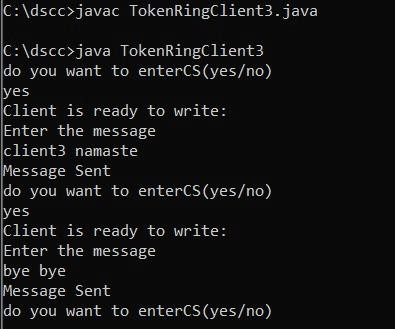 C:\dscc>javac TokenRingClient3.java
C:\dscc>java TokenRingClient3
do you want to enterCS(yes/no)
yes
Client is ready to write:
Enter the message
client3 namaste
Message Sent
do you want to enterCS(yes/no)
yes
Client is ready to write:
Enter the message
bye bye
Message Sent
do you want to enterCS(yes/no)